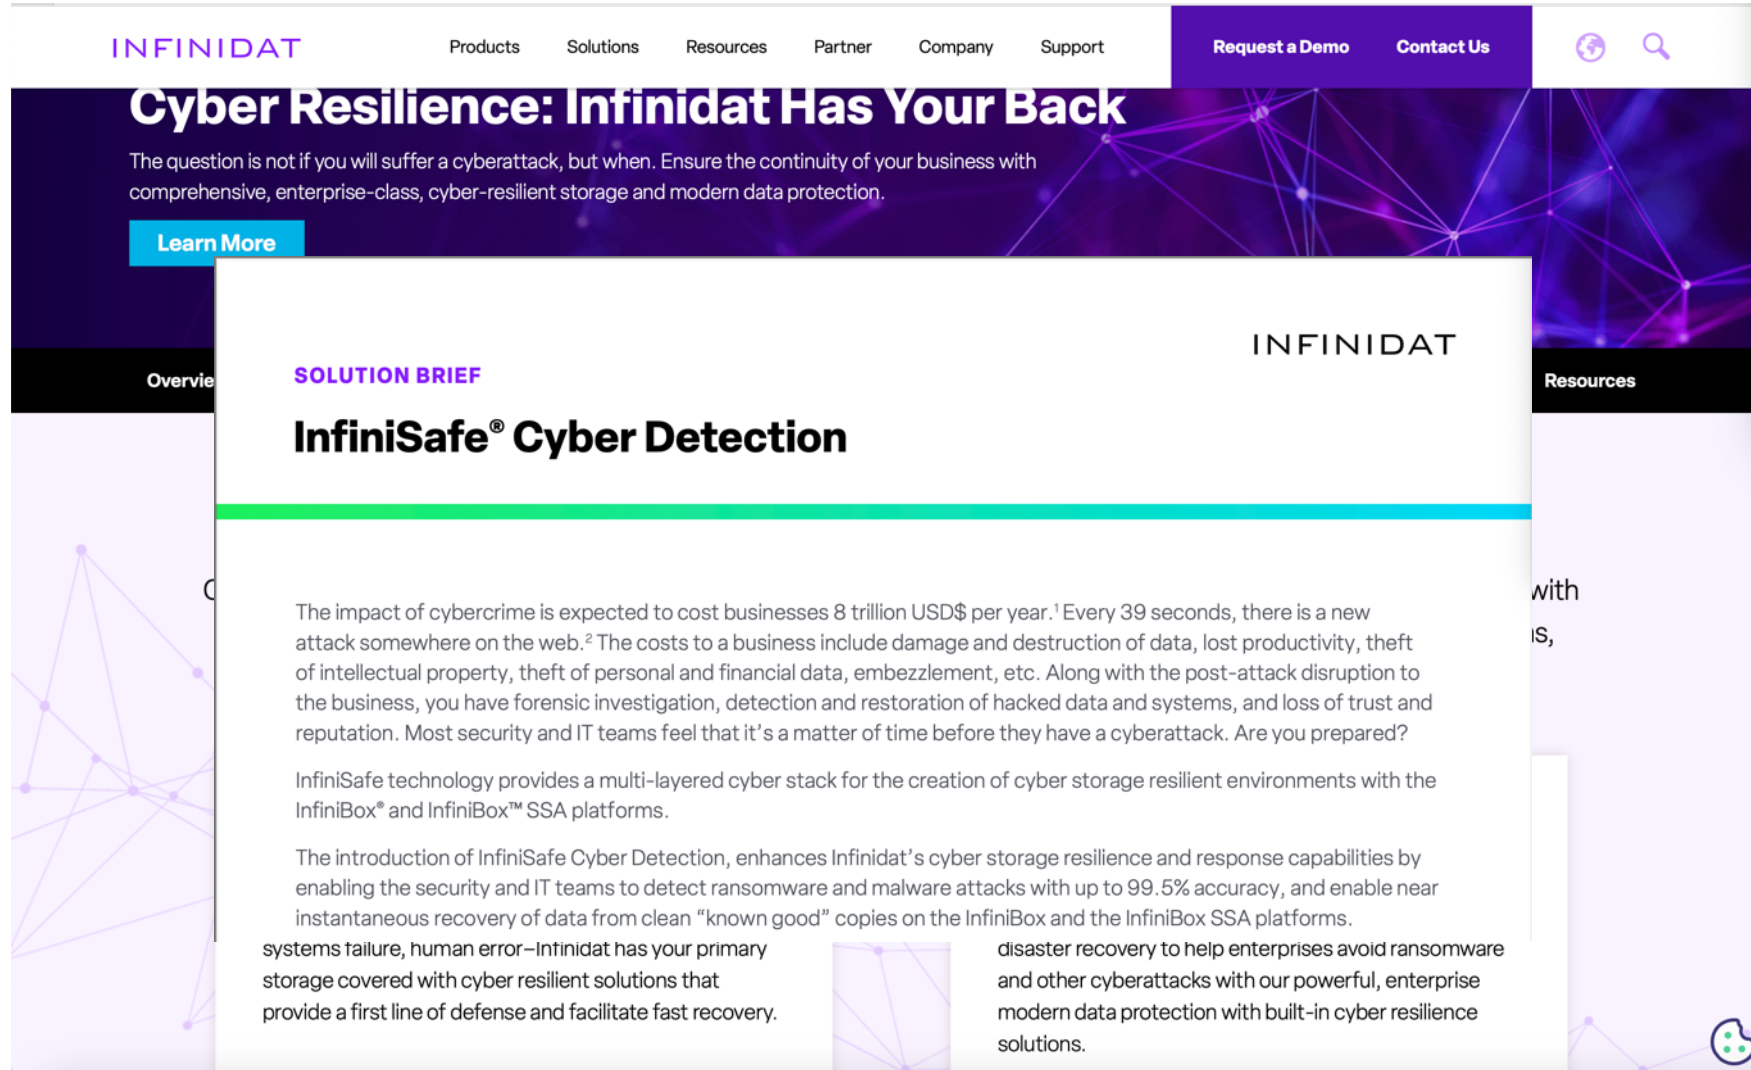 INFINIDAT
Products Solutions Resources Partner Company Support Request a Demo Contact Us
Cyber Resilience: Infinidat Has Your Back
The question is not if you will suffer a cyberattack, but when. Ensure the continuity of your business with
comprehensive, enterprise-class, cyber-resilient storage and modern data protection.
Learn More
INFINIDAT
Overvie
SOLUTION BRIEF
Resources
InfiniSafe® Cyber Detection
with
The impact of cybercrime is expected to cost businesses 8 trillion USD$ per year.¹ Every 39 seconds, there is a new
attack somewhere on the web.² The costs to a business include damage and destruction of data, lost productivity, theft
of intellectual property, theft of personal and financial data, embezzlement, etc. Along with the post-attack disruption to
the business, you have forensic investigation, detection and restoration of hacked data and systems, and loss of trust and
reputation. Most security and IT teams feel that it's a matter of time before they have a cyberattack. Are you prepared?
InfiniSafe technology provides a multi-layered cyber stack for the creation of cyber storage resilient environments with the
InfiniBox® and InfiniBox™ SSA platforms.
The introduction of InfiniSafe Cyber Detection, enhances Infinidat's cyber storage resilience and response capabilities by
enabling the security and IT teams to detect ransomware and malware attacks with up to 99.5% accuracy, and enable near
instantaneous recovery of data from clean “known good” copies on the InfiniBox and the InfiniBox SSA platforms.
systems failure, human error–Infinidat has your primary
storage covered with cyber resilient solutions that
provide a first line of defense and facilitate fast recovery.
disaster recovery to help enterprises avoid ransomware
and other cyberattacks with our powerful, enterprise
modern data protection with built-in cyber resilience
solutions.